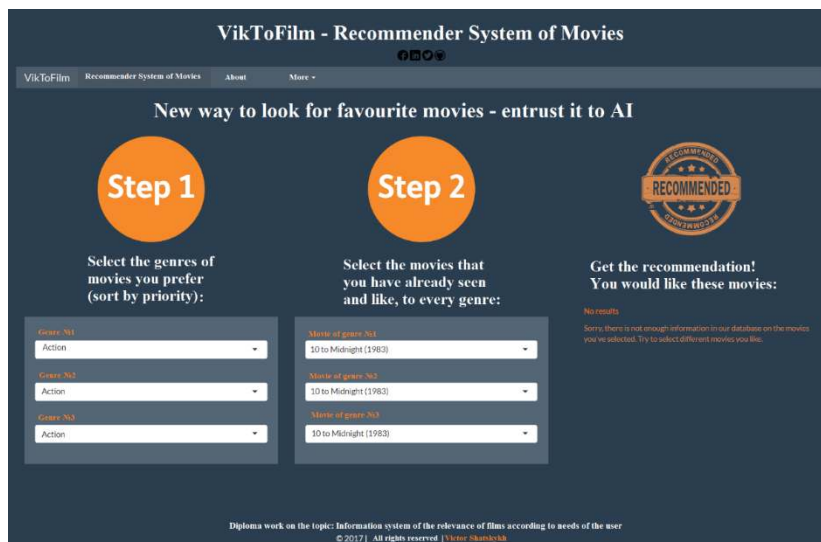 VikToFilm - Recommender System of Movies
VikToFilm Recommender System of Movies About More
New way to look for favourite movies - entrust it to AI
Step 1
Select the genres of
movies you prefer
(sort by priority):
Genre №1
Action
Genre №2
Action
Genre №3
Action
Step 2
Select the movies that
you have already seen
and like, to every genre:
Movie of genre №1
10 to Midnight (1983)
Movie of genre №2
10 to Midnight (1983)
Movie of genre №3
10 to Midnight (1983)
RECOMMENDED
RECOMMENDED
RECOMMENDED
Get the recommendation!
You would like these movies:
No results
Sorry, there is not enough information in our database on the movies
you've selected. Try to select different movies you like.
Diploma work on the topic: Information system of the relevance of films according to needs of the user
© 2017 | All rights reserved | Victor Shatskykh